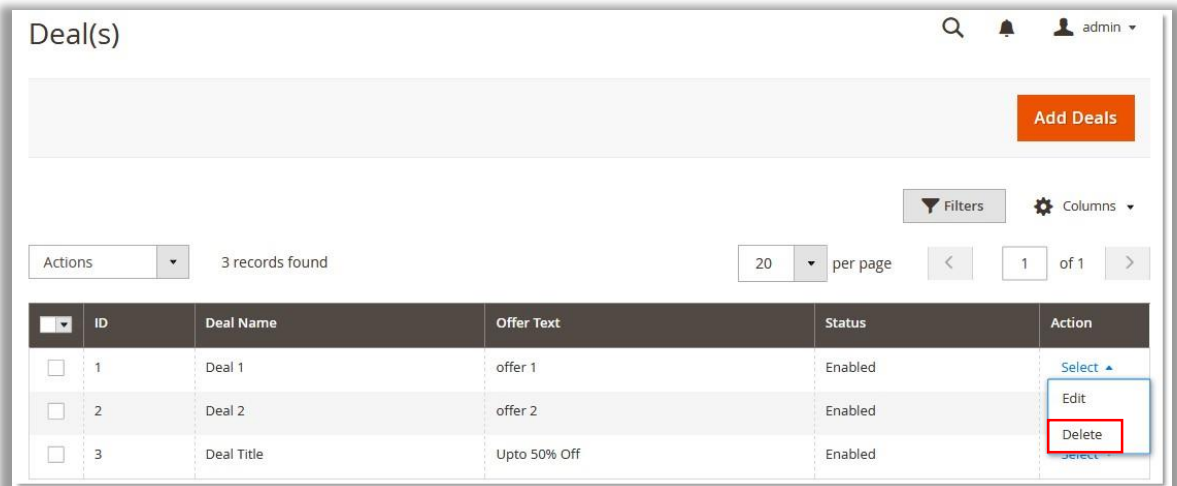 Deal(s)
admin
Add Deals
Filters
Columns
Actions
3 records found
20
per page
1
of 1
ID Deal Name Offer Text Status Action
1 Deal 1 offer 1 Enabled Select
Edit
2 Deal 2 offer 2 Enabled
Delete
3 Deal Title Upto 50% Off Enabled Select